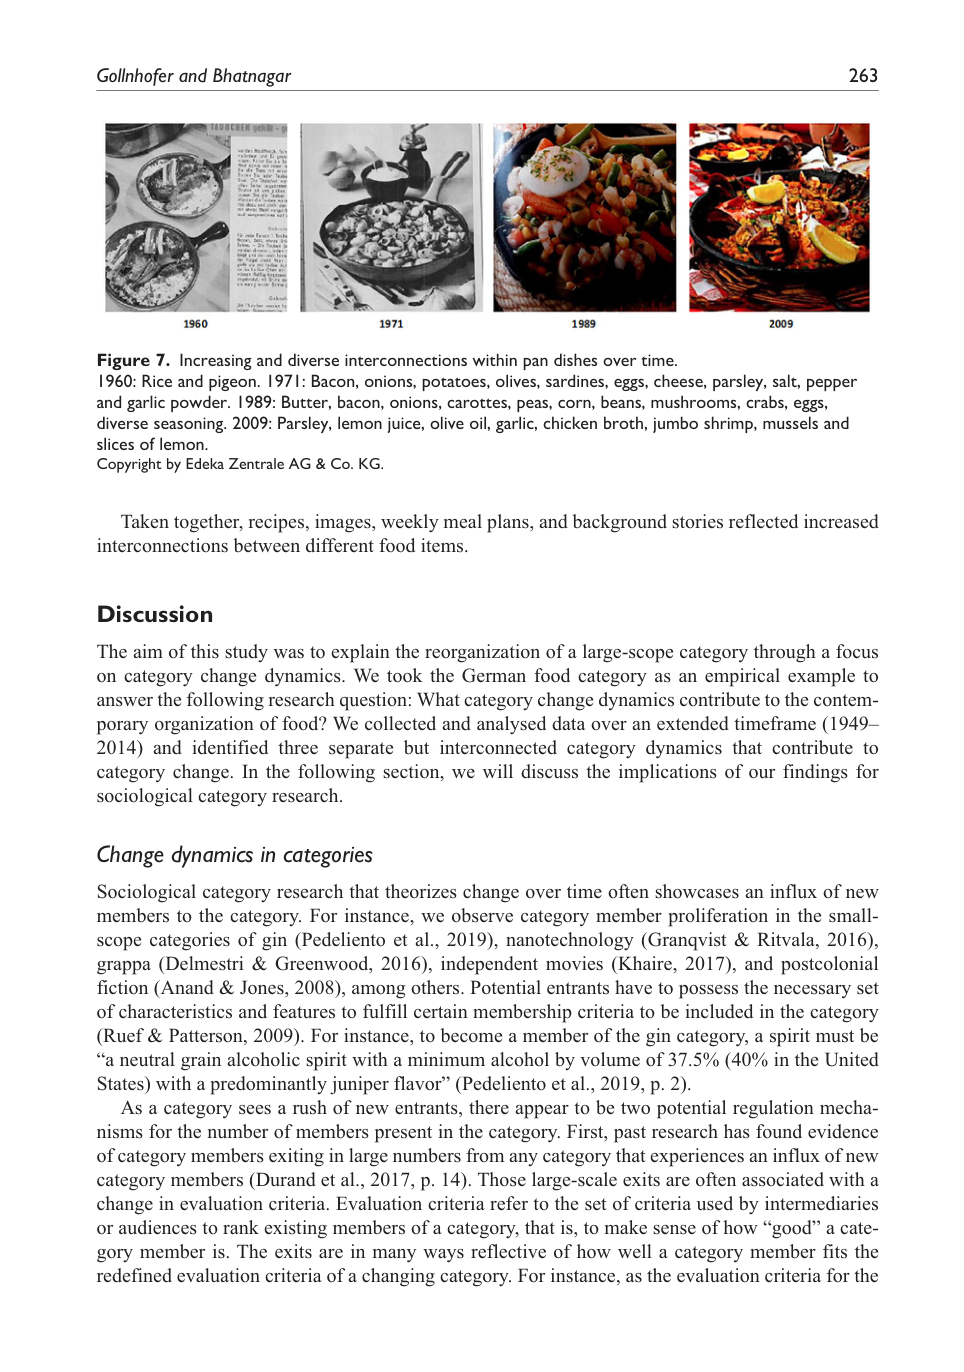 Gollnhofer and Bhatnagar 263
1960 1971 1989 2009
Figure 7. Increasing and diverse interconnections within pan dishes over time.
1960: Rice and pigeon. 1971: Bacon, onions, potatoes, olives, sardines, eggs, cheese, parsley, salt, pepper
and garlic powder. 1989: Butter, bacon, onions, carottes, peas, corn, beans, mushrooms, crabs, eggs,
diverse seasoning. 2009: Parsley, lemon juice, olive oil, garlic, chicken broth, jumbo shrimp, mussels and
slices of lemon.
Copyright by Edeka Zentrale AG & Co. KG.
Taken together, recipes, images, weekly meal plans, and background stories reflected increased
interconnections between different food items.
Discussion
The aim of this study was to explain the reorganization of a large-scope category through a focus
on category change dynamics. We took the German food category as an empirical example to
answer the following research question: What category change dynamics contribute to the contem-
porary organization of food? We collected and analysed data over an extended timeframe (1949–
2014) and identified three separate but interconnected category dynamics that contribute to
category change. In the following section, we will discuss the implications of our findings for
sociological category research.
Change dynamics in categories
Sociological category research that theorizes change over time often showcases an influx of new
members to the category. For instance, we observe category member proliferation in the small-
scope categories of gin (Pedeliento et al., 2019), nanotechnology (Granqvist & Ritvala, 2016),
grappa (Delmestri & Greenwood, 2016), independent movies (Khaire, 2017), and postcolonial
fiction (Anand & Jones, 2008), among others. Potential entrants have to possess the necessary set
of characteristics and features to fulfill certain membership criteria to be included in the category
(Ruef & Patterson, 2009). For instance, to become a member of the gin category, a spirit must be
“a neutral grain alcoholic spirit with a minimum alcohol by volume of 37.5% (40% in the United
States) with a predominantly juniper flavor” (Pedeliento et al., 2019, p. 2).
As a category sees a rush of new entrants, there appear to be two potential regulation mecha-
nisms for the number of members present in the category. First, past research has found evidence
of category members exiting in large numbers from any category that experiences an influx of new
category members (Durand et al., 2017, p. 14). Those large-scale exits are often associated with a
change in evaluation criteria. Evaluation criteria refer to the set of criteria used by intermediaries
or audiences to rank existing members of a category, that is, to make sense of how “good” a cate-
gory member is. The exits are in many ways reflective of how well a category member fits the
redefined evaluation criteria of a changing category. For instance, as the evaluation criteria for the